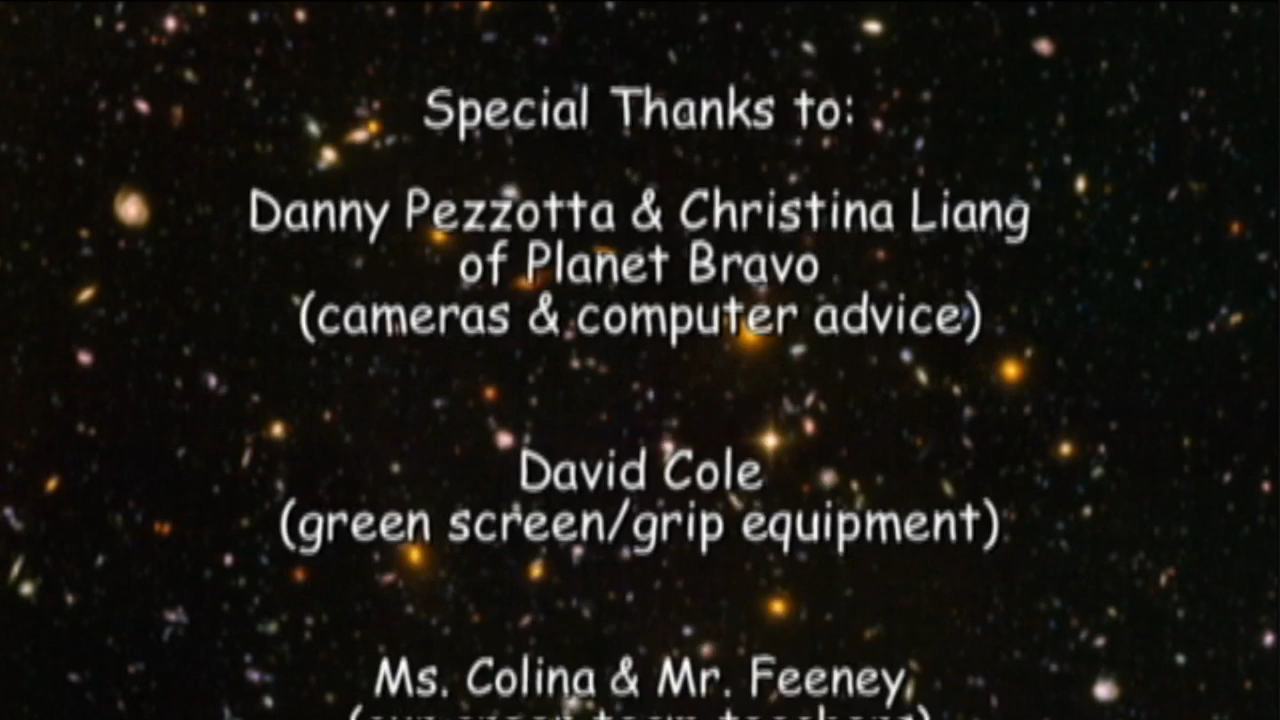 Special Thanks to:
Danny Pezzotta & Christina Liang
of Planet Bravo
(cameras & computer advice)
David Cole
(green screen/grip equipment)
Ms. Colina & Mr. Feeney